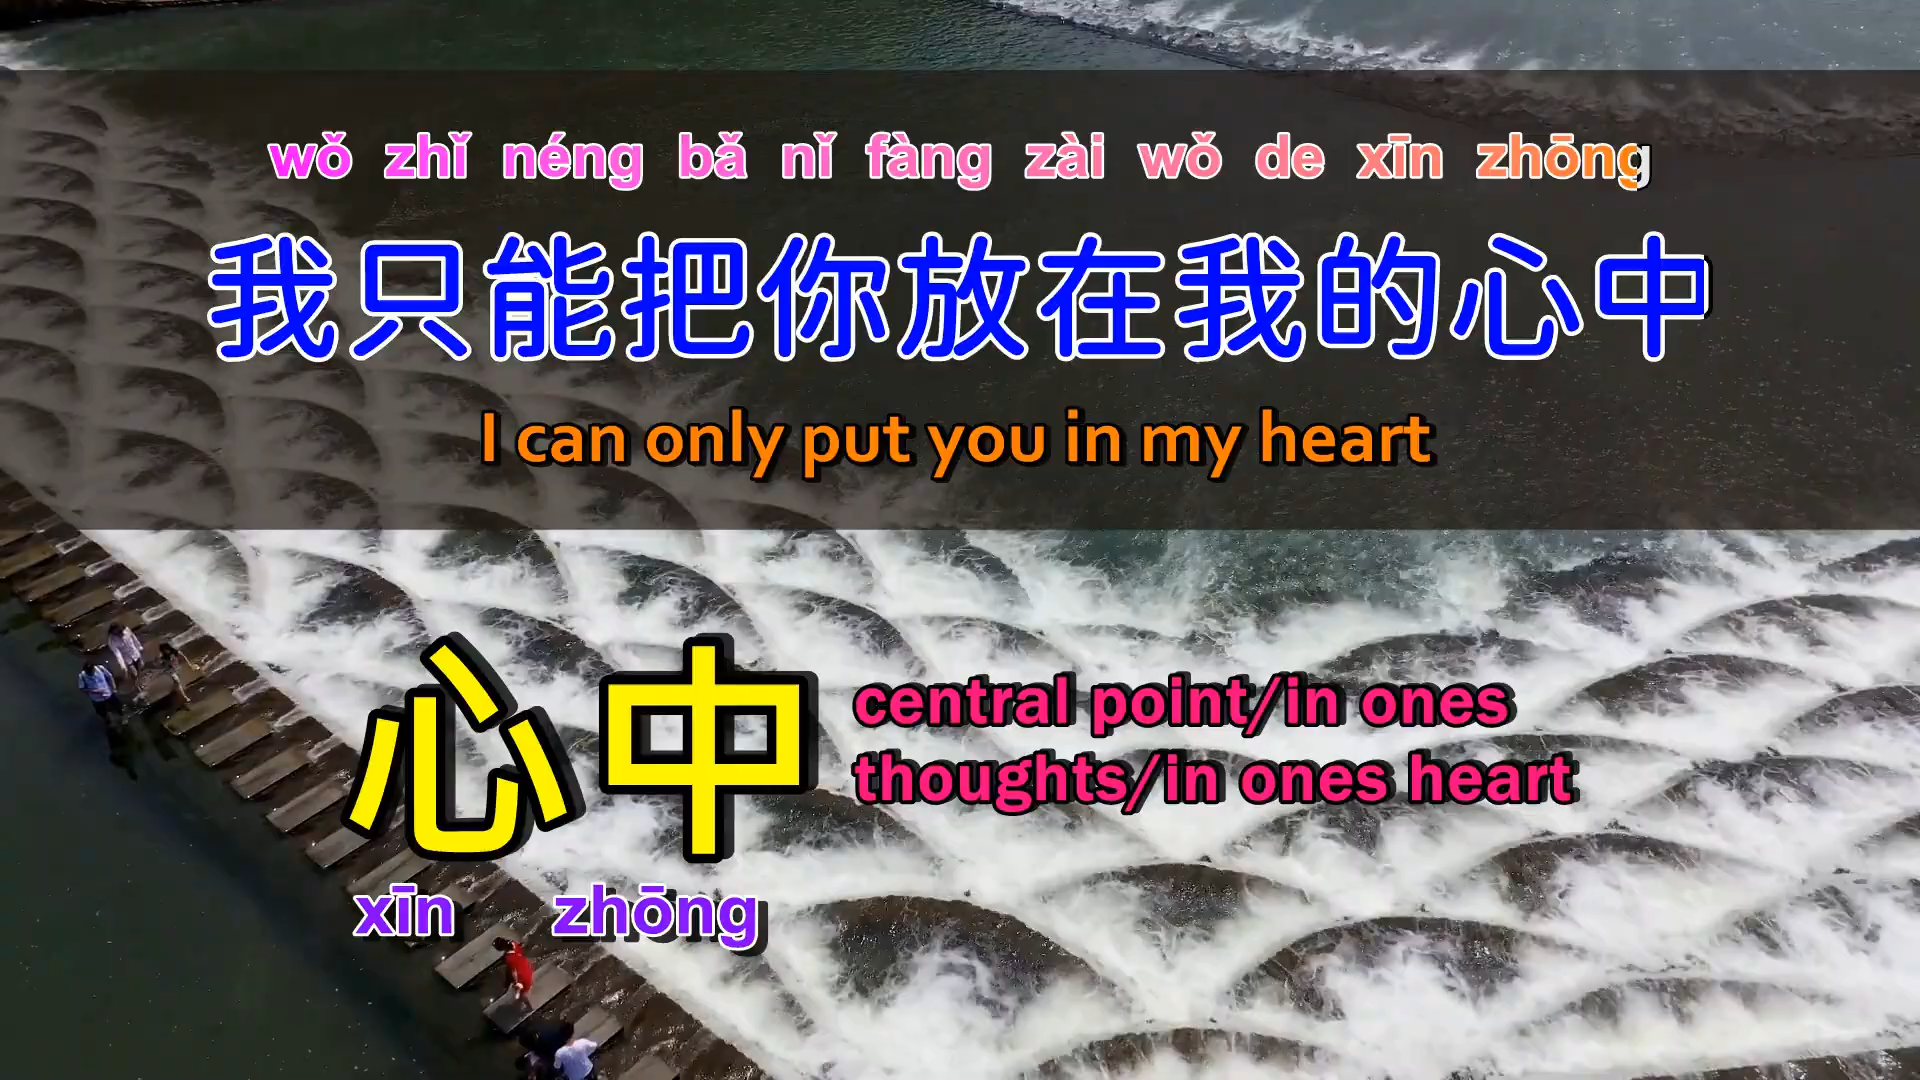 wǒ zhǐ néng bǎ nǐ fàng zài wǒ de xīn zhōng
我只能把你放在我的心中
I can only put you in my heart
心中
central point/in ones
thoughts/in ones heart
xīn zhōng